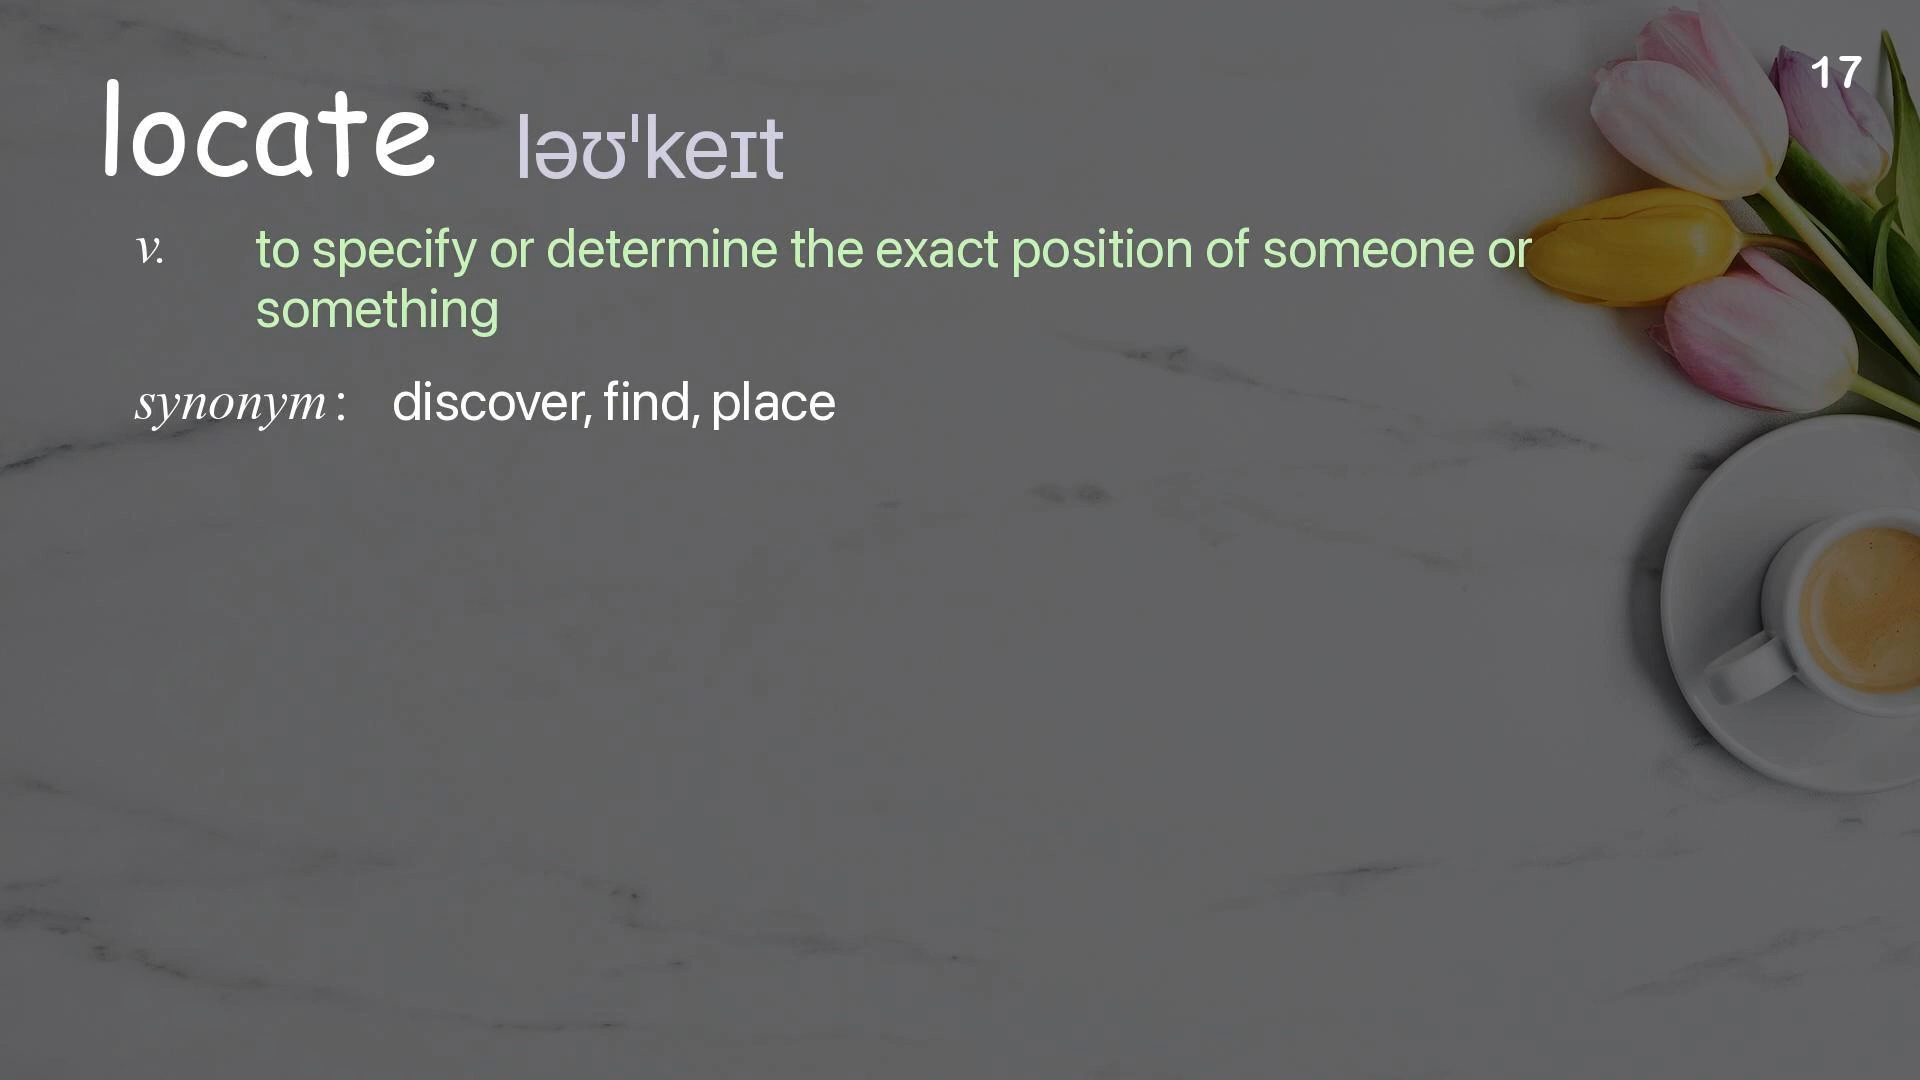 17
locate ləʊˈkeɪt
v. to specify or determine the exact position of someone or
something
synonym : discover, find, place